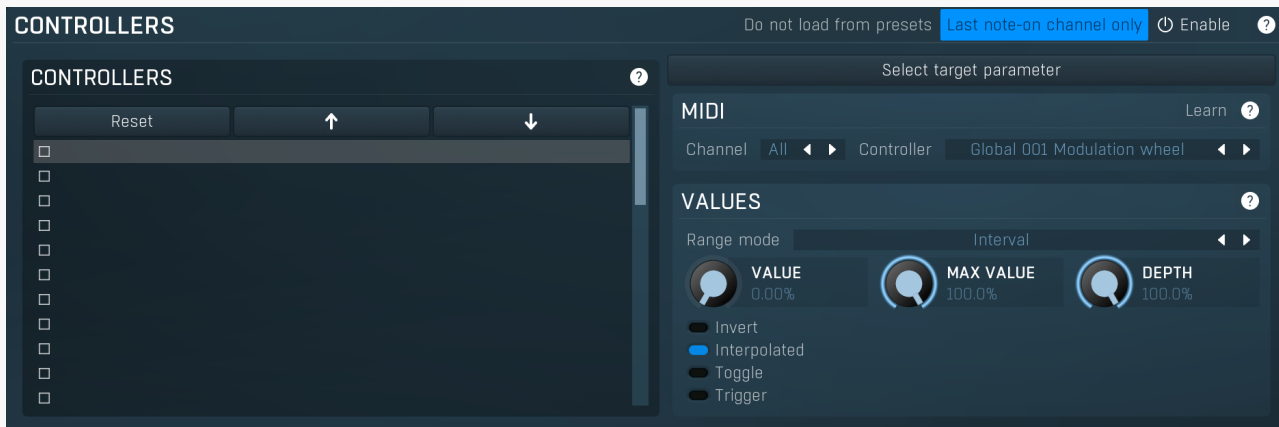 CONTROLLERS Do not load from presets Last note-on channel only Enable ?
CONTROLLERS ?
Select target parameter
Reset
MIDI Learn ?
Channel All Controller Global 001 Modulation wheel
VALUES ?
Range mode Interval
VALUE MAX VALUE DEPTH
0.00% 100.0% 100.0%
Invert
Interpolated
Toggle
Trigger